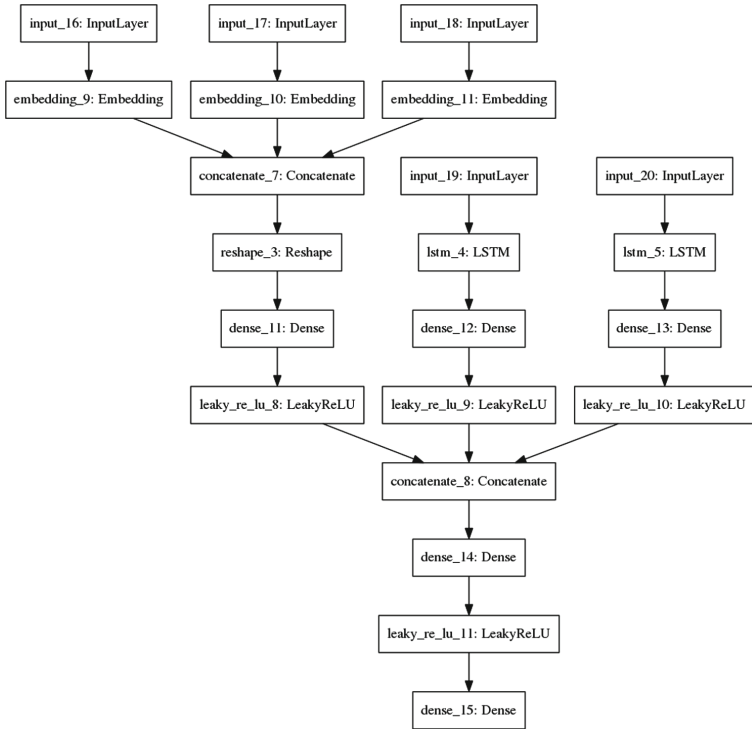 input_16: InputLayer
input_17: InputLayer
input_18: InputLayer
embedding_9: Embedding
embedding_10: Embedding
embedding_11: Embedding
concatenate_7: Concatenate
input_19: InputLayer
input_20: InputLayer
reshape_3: Reshape
lstm_4: LSTM
lstm_5: LSTM
dense_11: Dense
dense_12: Dense
dense_13: Dense
leaky_re_lu_8: LeakyReLU
leaky_re_lu_9: LeakyReLU
leaky_re_lu_10: LeakyReLU
concatenate_8: Concatenate
dense_14: Dense
leaky_re_lu_11: LeakyReLU
dense_15: Dense